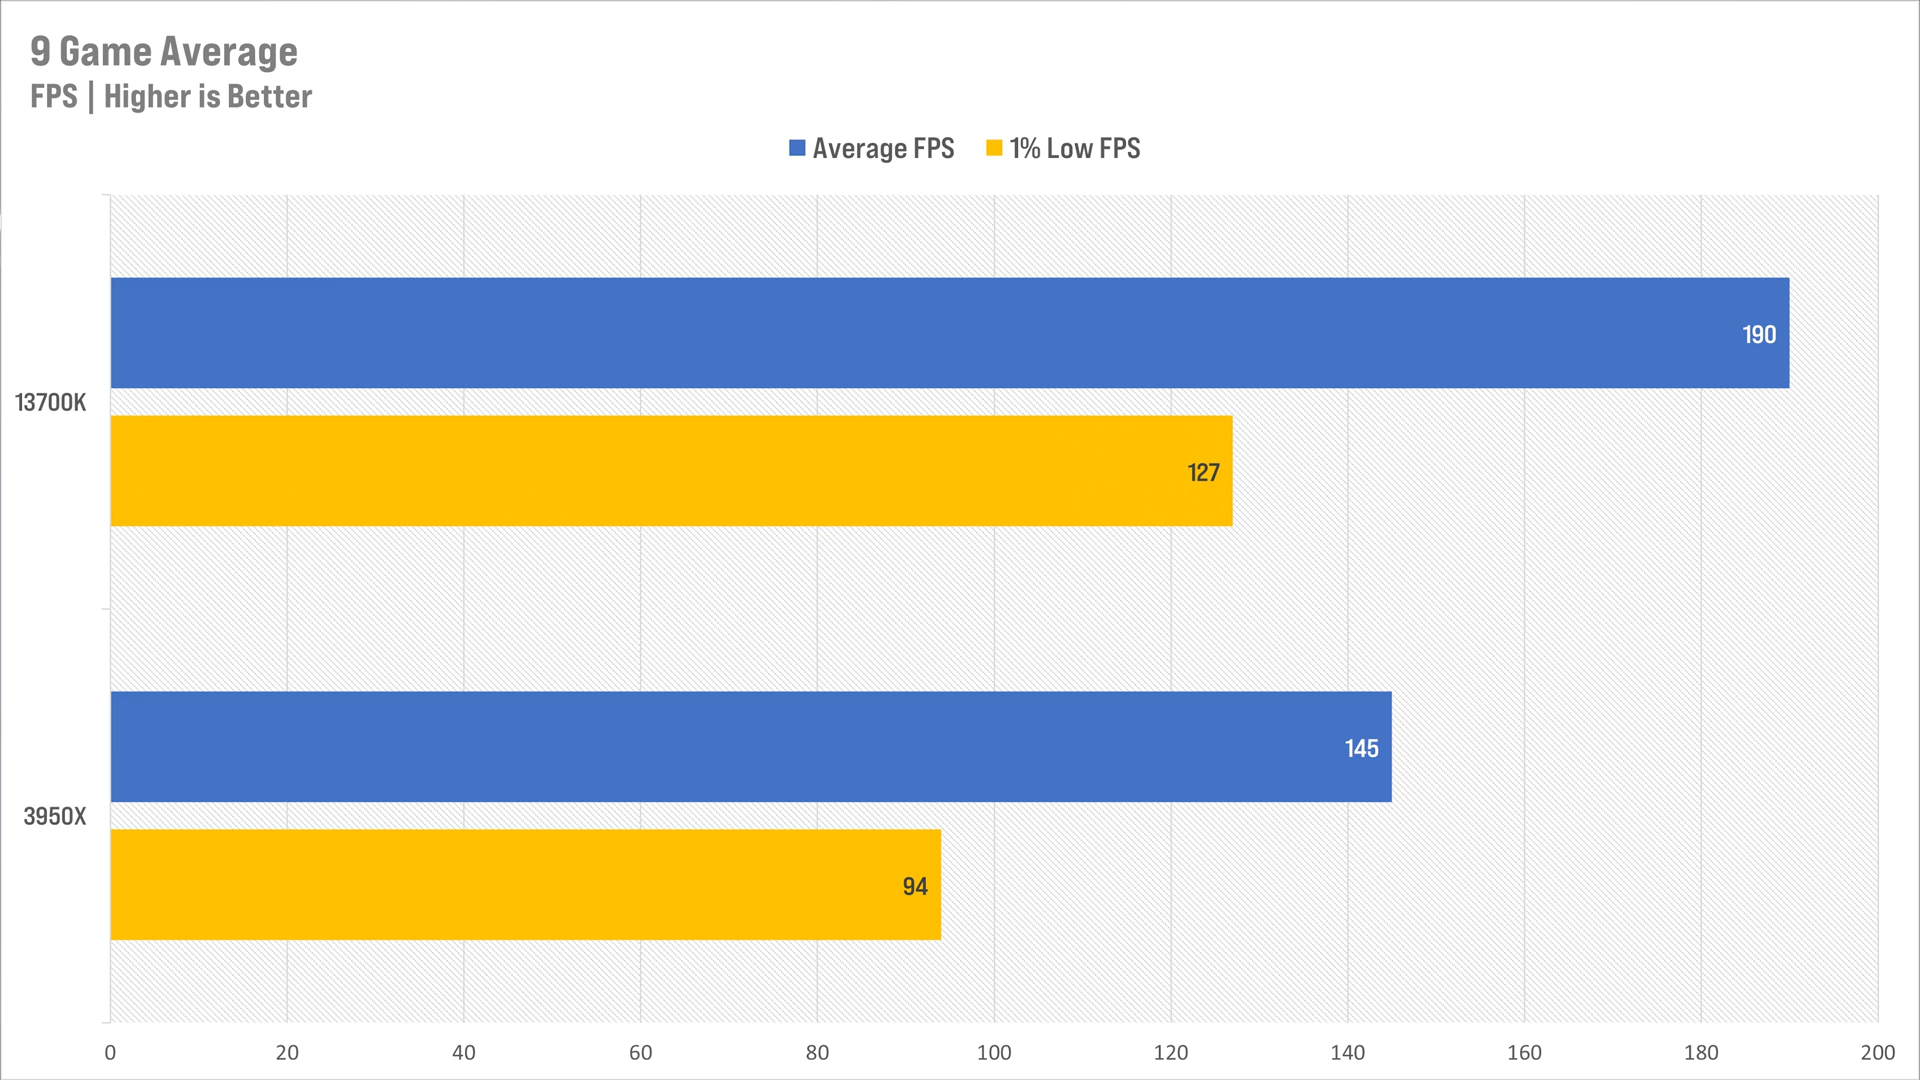 9 Game Average
FPS | Higher is Better
Average FPS 1% Low FPS
190
13700K
127
145
3950X
94
0 20 40 60 80 100 120 140 160 180 200